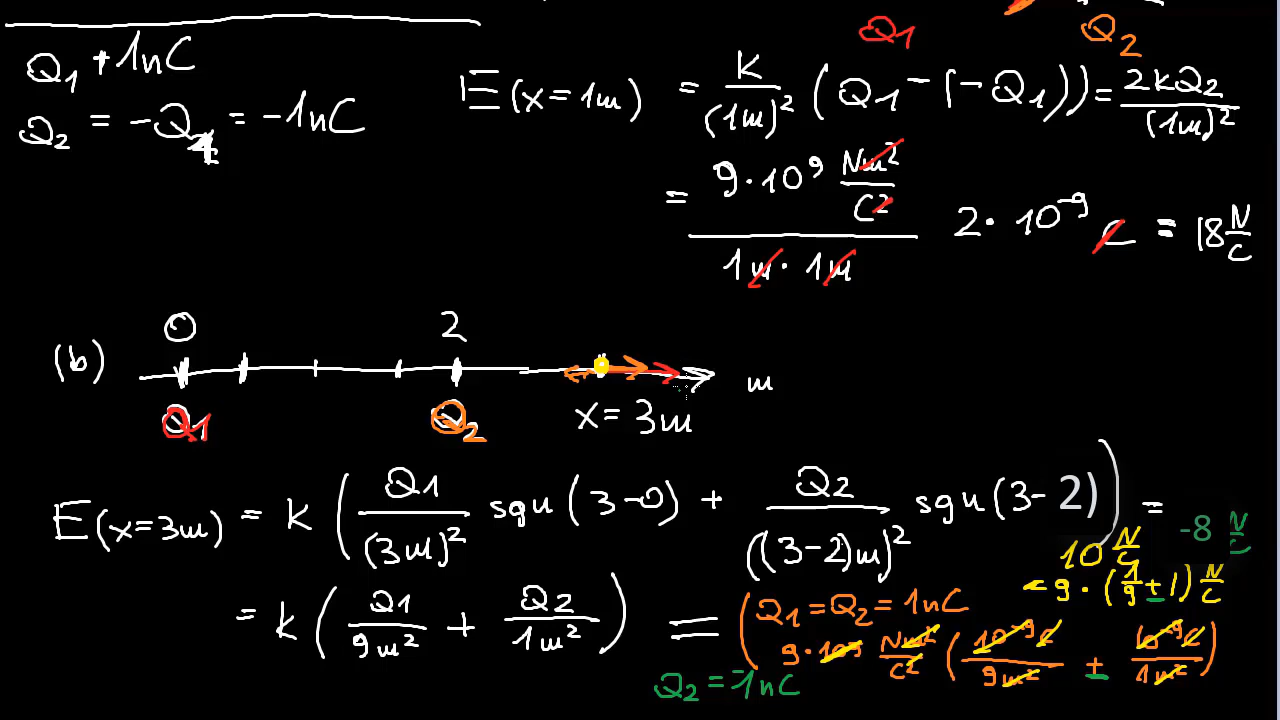 Q1 Q2
Q1 + 1nC
Q2 = -Q1 = -1nC
E(x=1m) = K/(1m)² (Q1 - (-Q1)) = 2kQ2/(1m)²
= 9·10⁹ Nm²/C² / 1m·1m 2·10⁻⁹ C = 18 N/C
(b) 0 2 m
Q1 Q2 x = 3m
E(x=3m) = k (Q1/(3m)² sgn(3-0) + Q2/((3-2)m)² sgn(3-2)) = -8 N/C
10 N/C
= 9·(1/9 ± 1) N/C
= k (Q1/9m² + Q2/1m²) = (Q1 = Q2 = 1nC
9·10⁹ Nm²/C² (10⁻⁹C/9m² ± 10⁻⁹C/1m²)
Q2 = -1nC